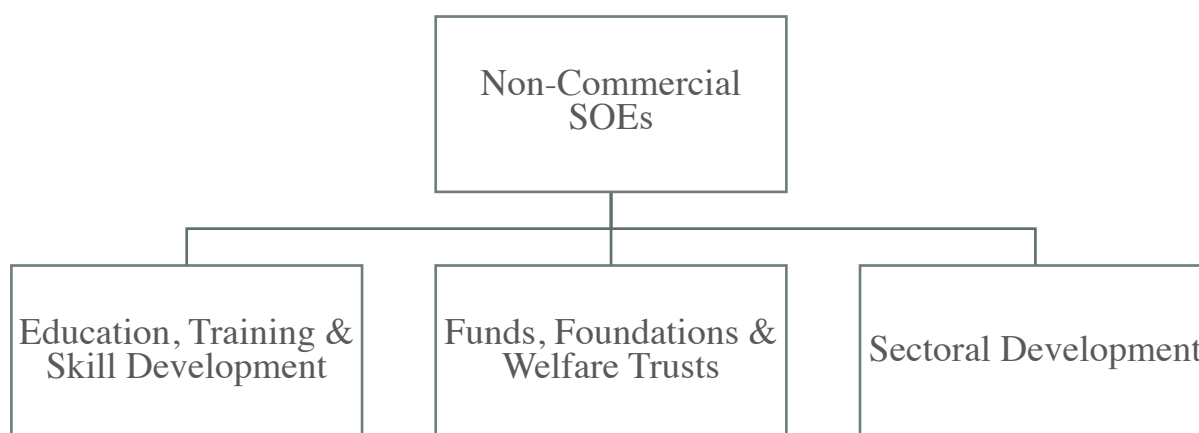 Non-Commercial
SOEs
Education, Training &
Skill Development
Funds, Foundations &
Welfare Trusts
Sectoral Development